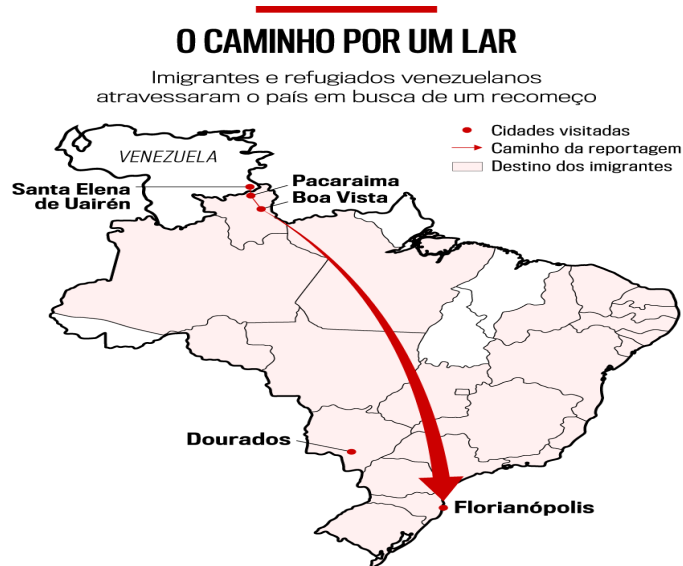 O CAMINHO POR UM LAR
Imigrantes e refugiados venezuelanos
atravessaram o país em busca de um recomeço
Cidades visitadas
Caminho da reportagem
Destino dos imigrantes
VENEZUELA
Santa Elena
de Uairén
Pacaraima
Boa Vista
Dourados
Florianópolis